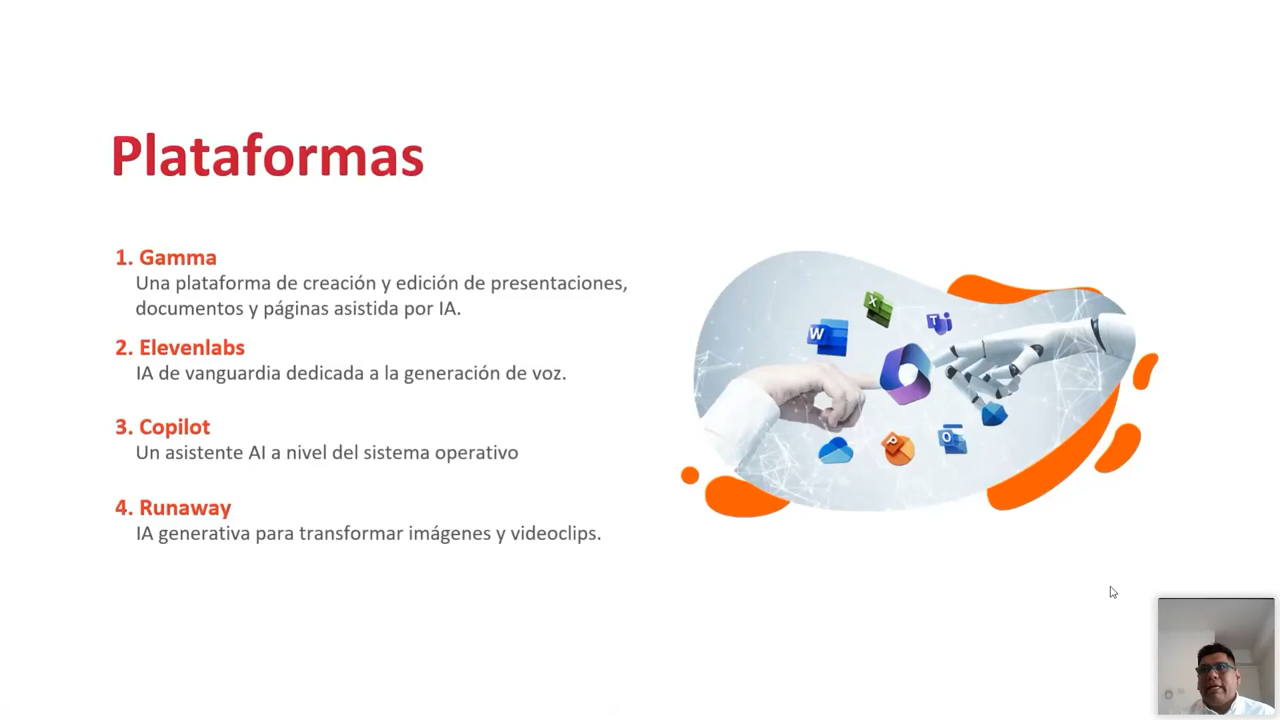 Plataformas
1. Gamma
Una plataforma de creación y edición de presentaciones,
documentos y páginas asistida por IA.
2. Elevenlabs
IA de vanguardia dedicada a la generación de voz.
3. Copilot
Un asistente AI a nivel del sistema operativo
4. Runaway
IA generativa para transformar imágenes y videoclips.
X
W
T
P
O